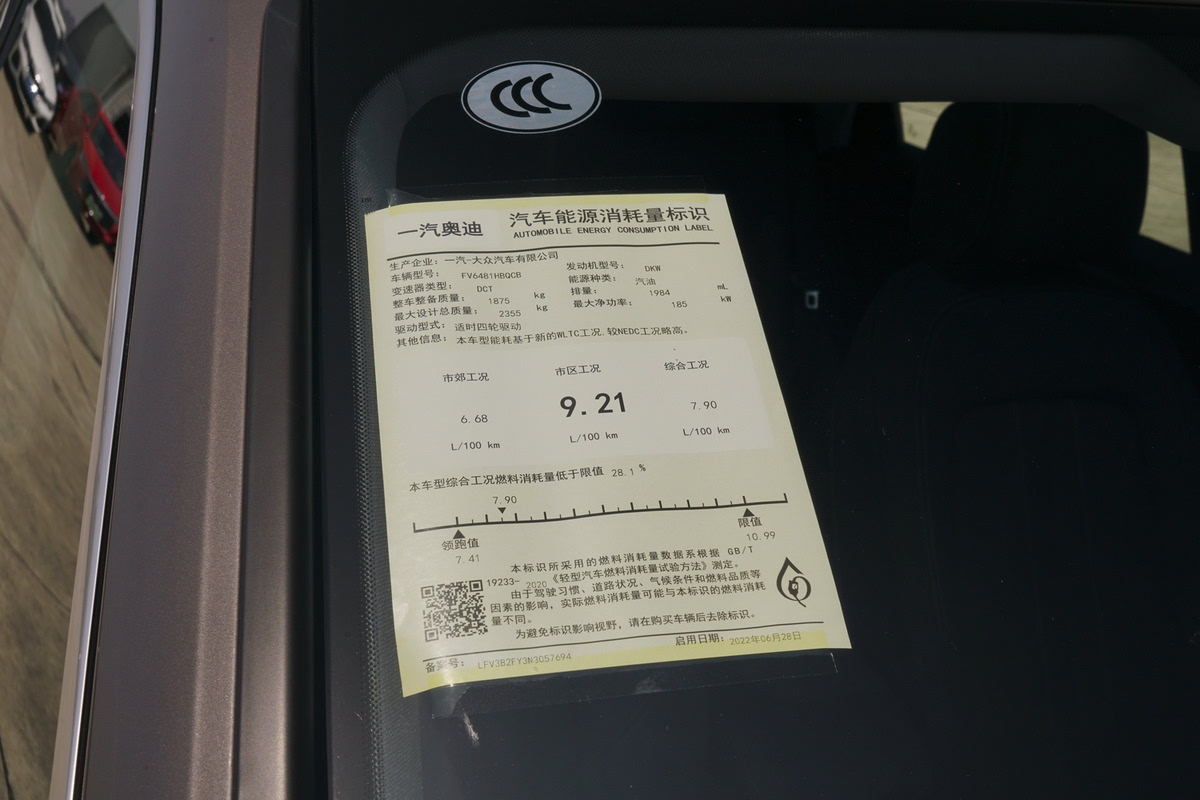 CCC
一汽奥迪
汽车能源消耗量标识
AUTOMOBILE ENERGY CONSUMPTION LABEL
生产企业：一汽-大众汽车有限公司
车辆型号： FV6481HBQCB 发动机型号： DKW
变速器类型： DCT 能源种类： 汽油
整车整备质量： 1875 kg 排量： 1984 mL
最大设计总质量： 2355 kg 最大净功率： 185 kW
驱动型式： 适时四轮驱动
其他信息： 本车型能耗基于新的WLTC工况，较NEDC工况略高。
市郊工况 市区工况 综合工况
6.68 9.21 7.90
L/100 km L/100 km L/100 km
本车型综合工况燃料消耗量低于限值 28.1 %
7.90
领跑值 限值
7.41 10.99
本标识所采用的燃料消耗量数据系根据 GB/T
19233- 2020《轻型汽车燃料消耗量试验方法》测定。
由于驾驶习惯、道路状况、气候条件和燃料品质等
因素的影响，实际燃料消耗量可能与本标识的燃料消耗
量不同。
为避免标识影响视野，请在购买车辆后去除标识。
备案号： LFV3B2FY3N3057694 启用日期： 2022年06月28日